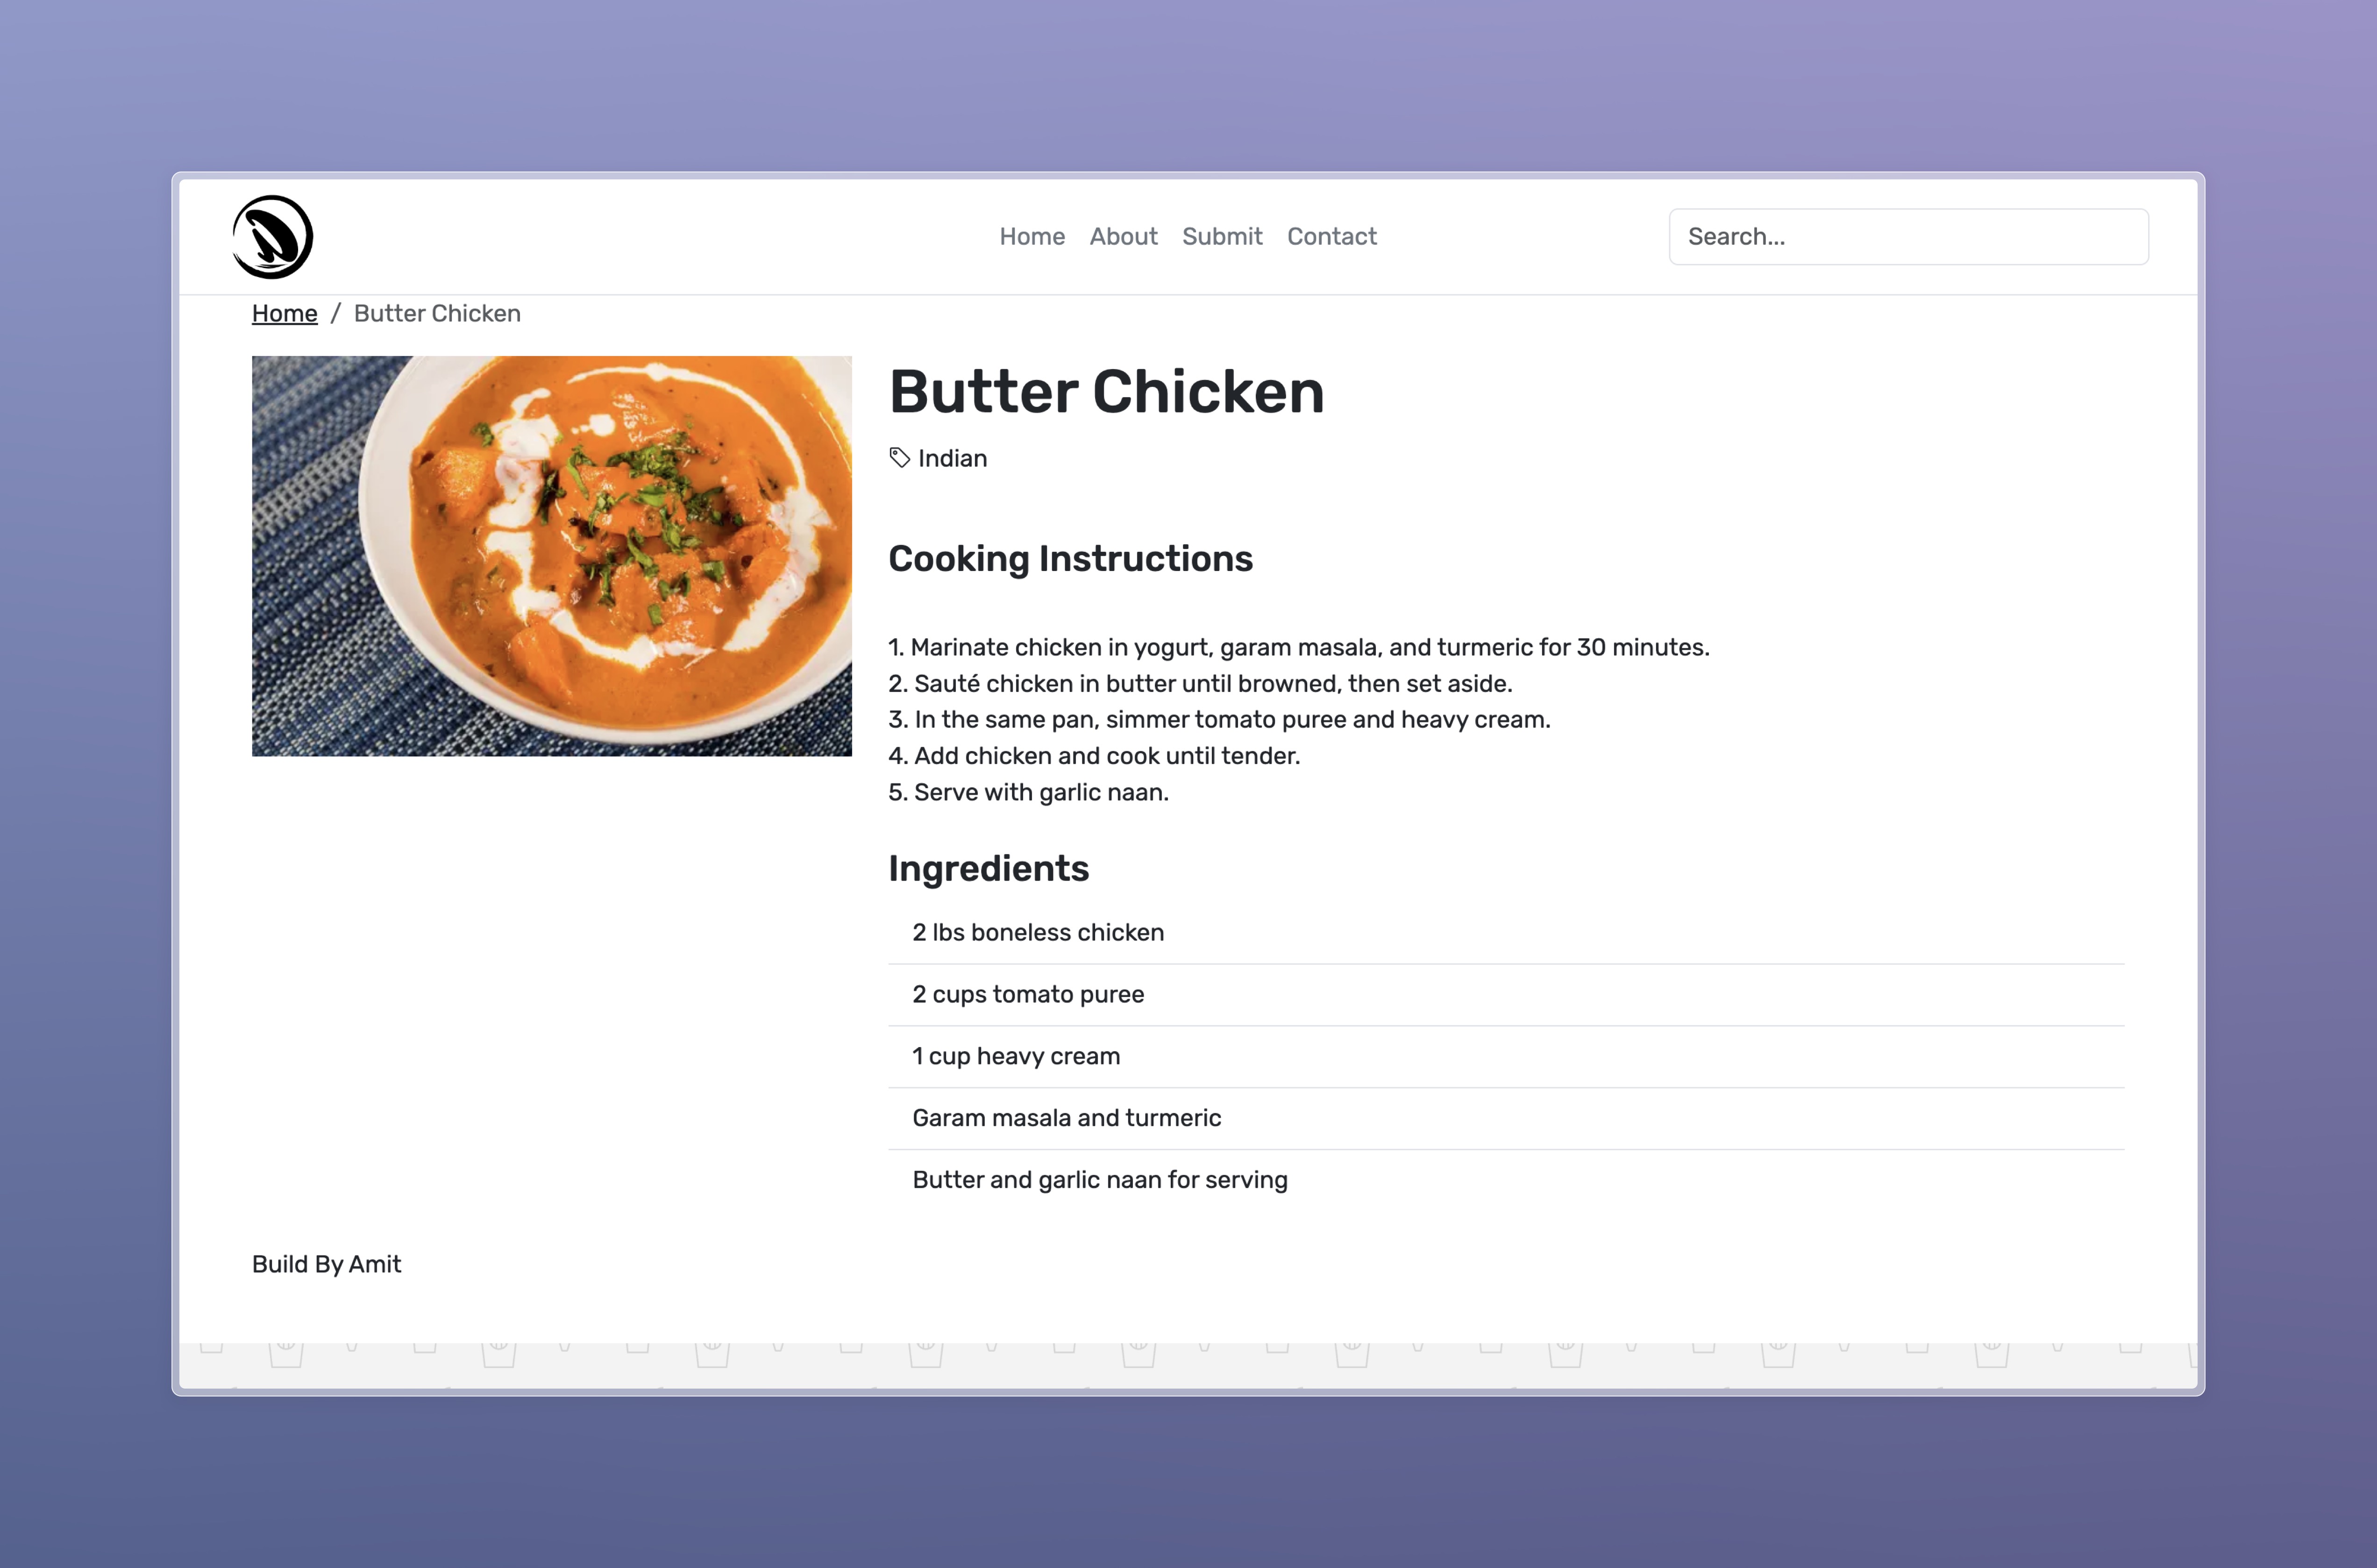 Home About Submit Contact Search...
Home / Butter Chicken
Butter Chicken
Indian
Cooking Instructions
1. Marinate chicken in yogurt, garam masala, and turmeric for 30 minutes.
2. Sauté chicken in butter until browned, then set aside.
3. In the same pan, simmer tomato puree and heavy cream.
4. Add chicken and cook until tender.
5. Serve with garlic naan.
Ingredients
2 lbs boneless chicken
2 cups tomato puree
1 cup heavy cream
Garam masala and turmeric
Butter and garlic naan for serving
Build By Amit